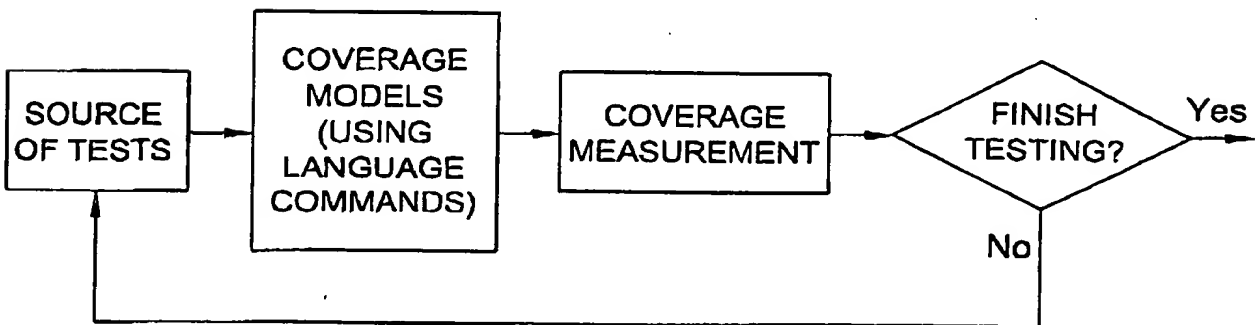 SOURCE
OF TESTS
COVERAGE
MODELS
(USING
LANGUAGE
COMMANDS)
COVERAGE
MEASUREMENT
FINISH
TESTING?
Yes
No